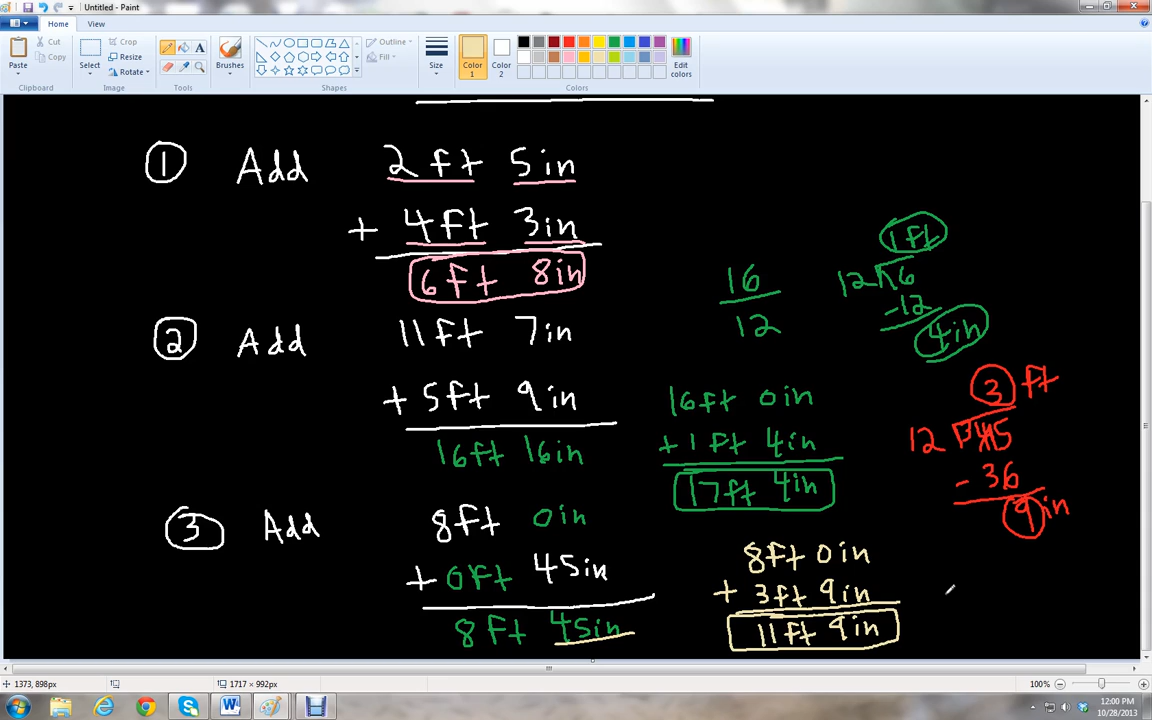 Untitled - Paint
Home
View
Cut
Copy
Paste
Clipboard
Crop
Resize
Rotate
Select
Image
Tools
Brushes
Shapes
Outline
Fill
Size
Color 1
Color 2
Edit colors
Colors
① Add 2 ft 5 in
+ 4 ft 3 in
6 ft 8 in
16
12
1 ft
12 16
-12
4 in
② Add 11 ft 7 in
+ 5 ft 9 in
16 ft 16 in
16 ft 0 in
+ 1 ft 4 in
17 ft 4 in
3 ft
12
- 36
9 in
③ Add 8 ft 0 in
+ 0 ft 45 in
8 ft 45 in
8 ft 0 in
+ 3 ft 9 in
11 ft 9 in
1373, 898px
1717 × 992px
100%
12:00 PM
10/28/2013